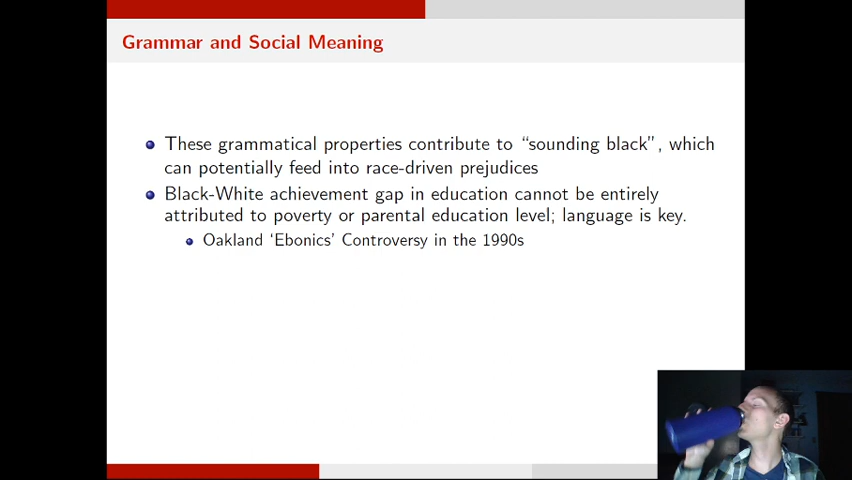 Grammar and Social Meaning
These grammatical properties contribute to “sounding black”, which
can potentially feed into race-driven prejudices
Black-White achievement gap in education cannot be entirely
attributed to poverty or parental education level; language is key.
Oakland ‘Ebonics’ Controversy in the 1990s